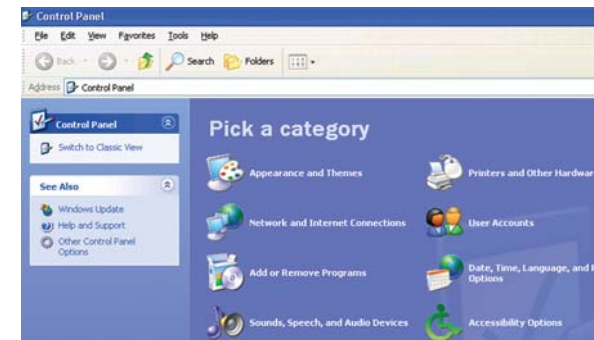 Control Panel
File Edit View Favorites Tools Help
Back Search Folders
Address Control Panel
Control Panel
Switch to Classic View
See Also
Windows Update
Help and Support
Other Control Panel
Options
Pick a category
Appearance and Themes
Printers and Other Hardwar
Network and Internet Connections
User Accounts
Add or Remove Programs
Date, Time, Language, and
Options
Sounds, Speech, and Audio Devices
Accessibility Options